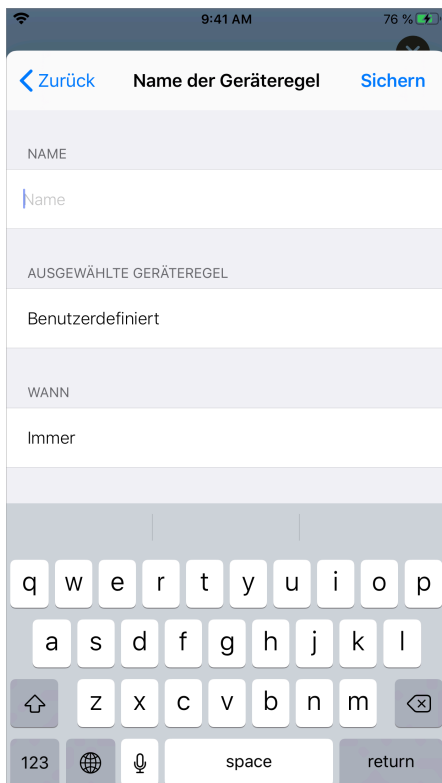 9:41 AM 76 %
Zurück Name der Geräteregel Sichern
NAME
Name
AUSGEWÄHLTE GERÄTEREGEL
Benutzerdefiniert
WANN
Immer
q w e r t y u i o p
a s d f g h j k l
z x c v b n m
123 space return